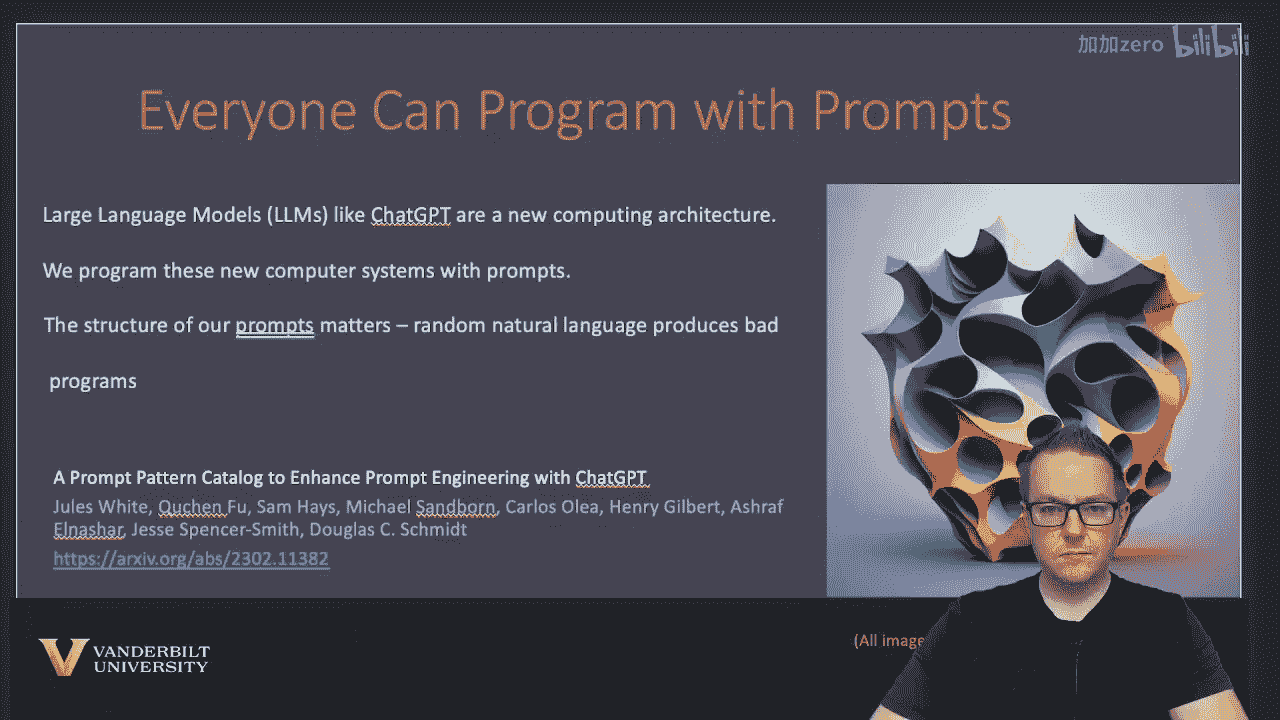 加加zero bilibili
Everyone Can Program with Prompts
Large Language Models (LLMs) like ChatGPT are a new computing architecture.
We program these new computer systems with prompts.
The structure of our prompts matters – random natural language produces bad
programs
A Prompt Pattern Catalog to Enhance Prompt Engineering with ChatGPT
Jules White, Quchen Fu, Sam Hays, Michael Sandborn, Carlos Olea, Henry Gilbert, Ashraf
Elnashar, Jesse Spencer-Smith, Douglas C. Schmidt
https://arxiv.org/abs/2302.11382
(All image
VANDERBILT
UNIVERSITY